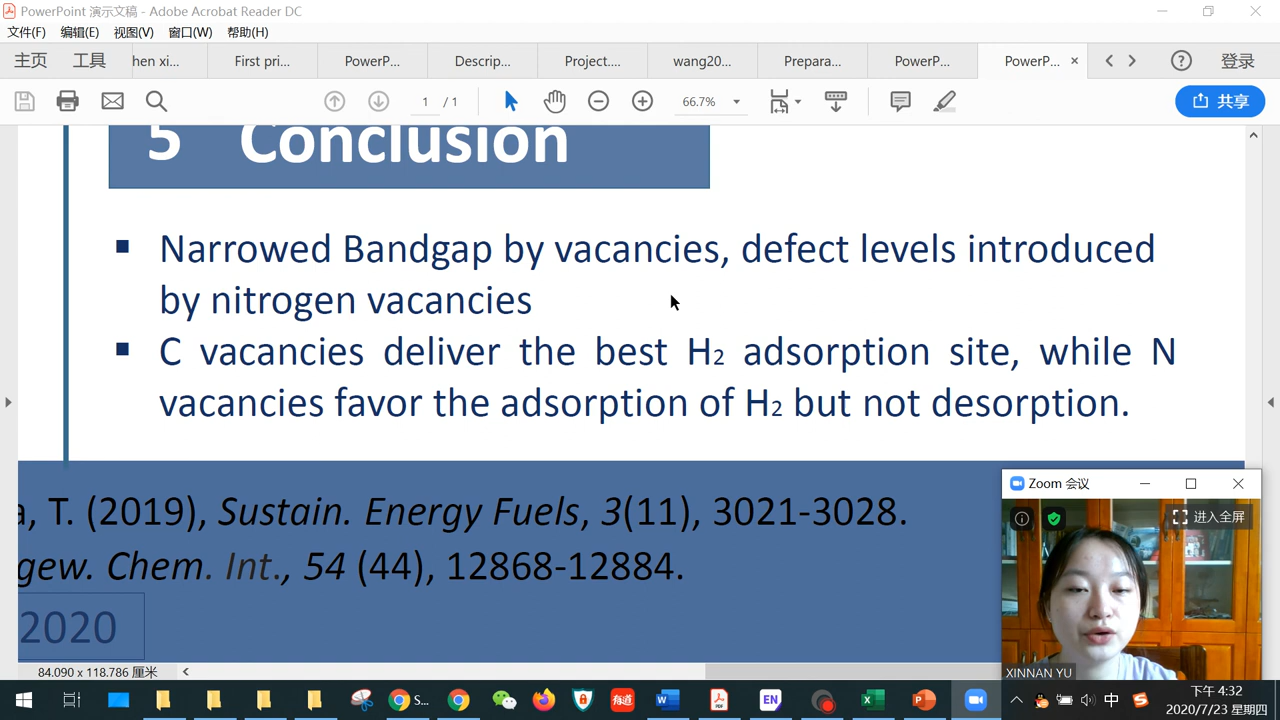 PowerPoint 演示文稿 - Adobe Acrobat Reader DC
文件(F) 编辑(E) 视图(V) 窗口(W) 帮助(H)
主页 工具 hen xi... First pri... PowerP... Descrip... Project.... wang20... Prepara... PowerP... PowerP... × 登录
1 / 1 66.7% 共享
5 Conclusion
▪ Narrowed Bandgap by vacancies, defect levels introduced
by nitrogen vacancies
▪ C vacancies deliver the best H2 adsorption site, while N
vacancies favor the adsorption of H2 but not desorption.
a, T. (2019), Sustain. Energy Fuels, 3(11), 3021-3028.
gew. Chem. Int., 54 (44), 12868-12884.
2020
84.090 x 118.786 厘米
Zoom 会议
进入全屏
XINNAN YU
S... 有道 W PDF EN X P 中 S
下午 4:32
2020/7/23 星期四